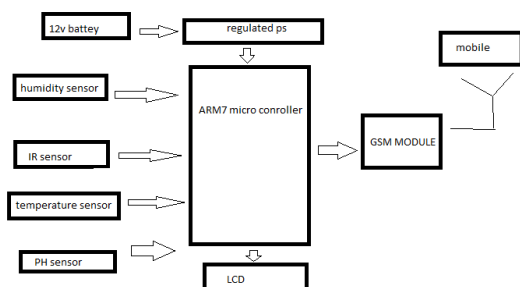 12v battey
regulated ps
mobile
humidity sensor
ARM7 micro conroller
GSM MODULE
IR sensor
temperature sensor
PH sensor
LCD